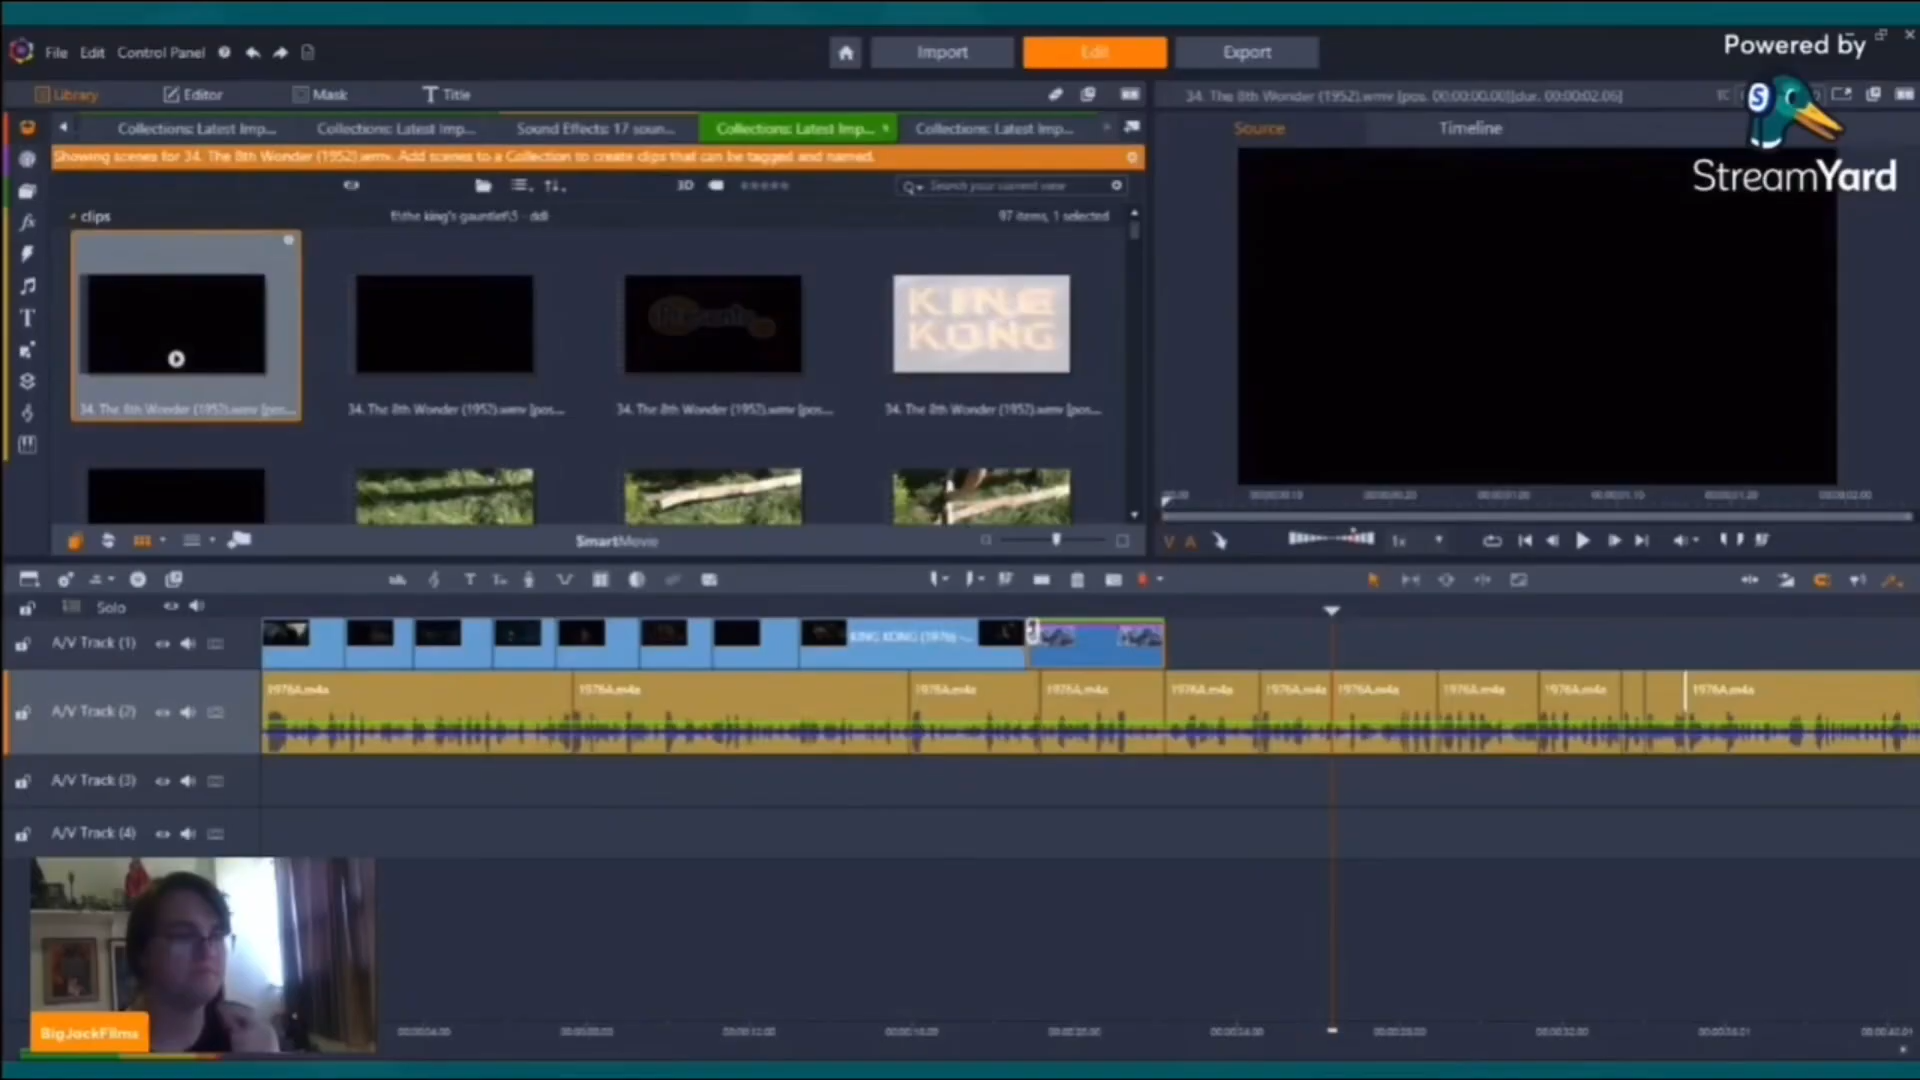 File Edit Control Panel
Import
Edit
Export
Powered by
StreamYard
Library
Editor
Mask
Title
34. The 8th Wonder (1952).wmv [pos. 00:00:00.00][dur. 00:00:02.06]
Collections: Latest Imp...
Collections: Latest Imp...
Sound Effects: 17 soun...
Collections: Latest Imp...
Collections: Latest Imp...
Source
Timeline
Showing scenes for 34. The 8th Wonder (1952).wmv. Add scenes to a Collection to create clips that can be tagged and named.
3D
Search your current view
clips
f:\the king's gauntlet\5 - ddl
97 items, 1 selected
KING
KONG
34. The 8th Wonder (1952).wmv [pos...
34. The 8th Wonder (1952).wmv [pos...
34. The 8th Wonder (1952).wmv [pos...
34. The 8th Wonder (1952).wmv [pos...
SmartMovie
V A
1x
Solo
A/V Track (1)
KING KONG (1976) -...
A/V Track (2)
1976A.m4a
1976A.m4a
1976A.m4a
1976A.m4a
1976A.m4a
1976A.m4a
1976A.m4a
1976A.m4a
1976A.m4a
1976A.m4a
A/V Track (3)
A/V Track (4)
BigJackFilms